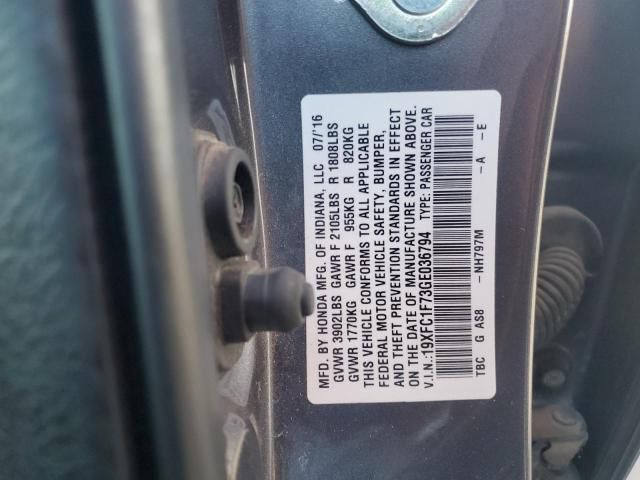 MFD. BY HONDA MFG. OF INDIANA, LLC 07/'16
GVWR 3902LBS GAWR F 2105LBS R 1808LBS
GVWR 1770KG GAWR F 955KG R 820KG
THIS VEHICLE CONFORMS TO ALL APPLICABLE
FEDERAL MOTOR VEHICLE SAFETY, BUMPER,
AND THEFT PREVENTION STANDARDS IN EFFECT
ON THE DATE OF MANUFACTURE SHOWN ABOVE.
V.I.N.:19XFC1F73GE036794 TYPE: PASSENGER CAR
TBC G AS8 -NH797M -A -E